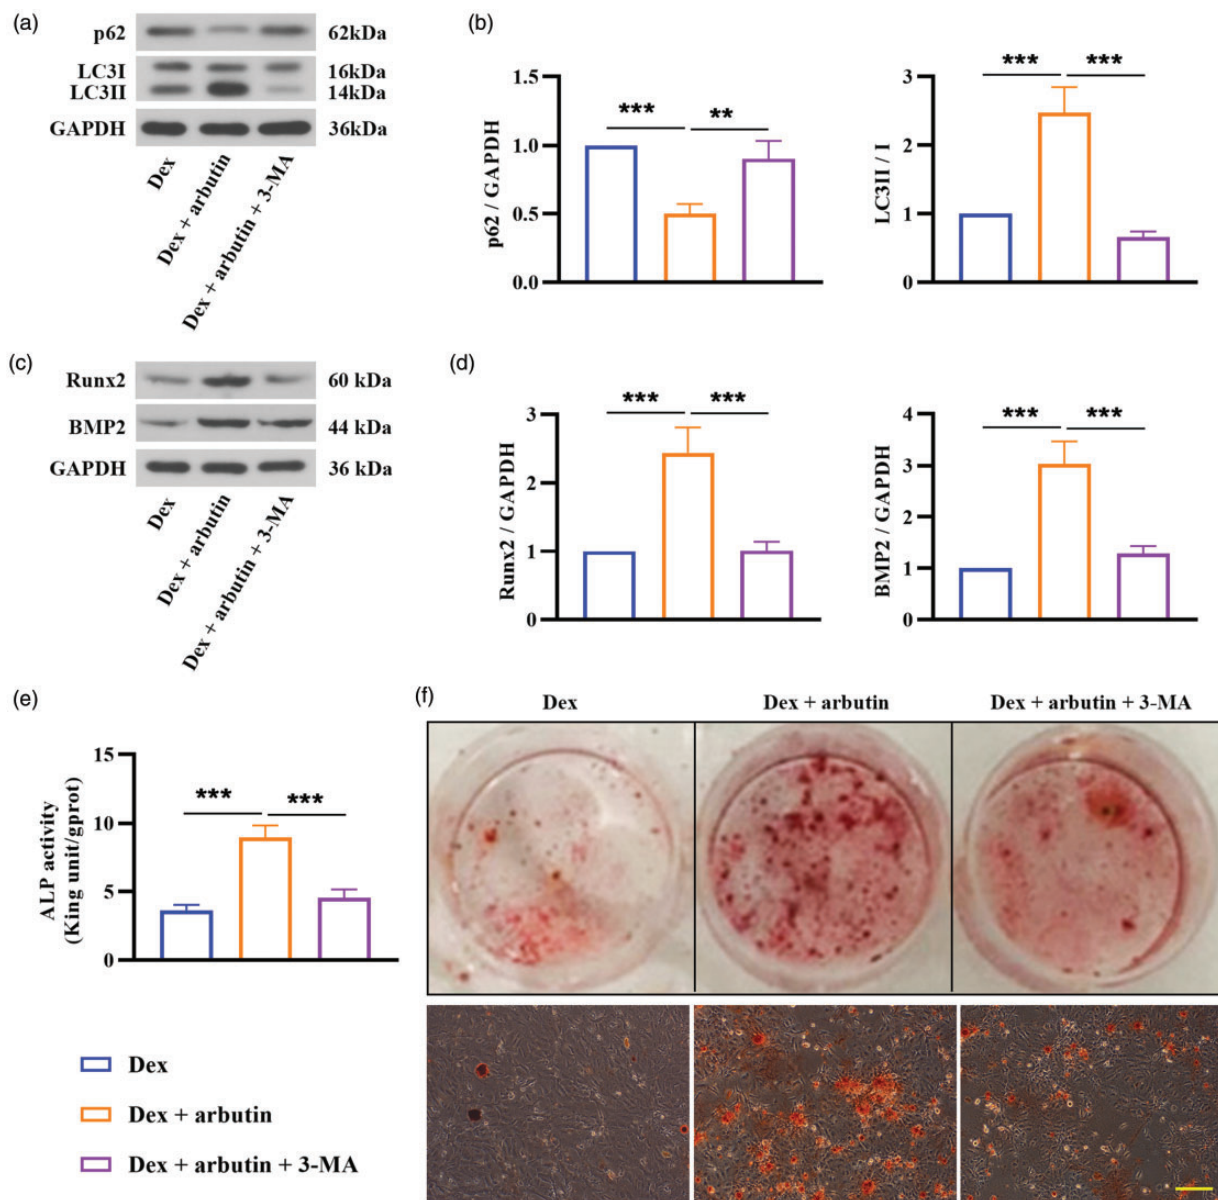 (a)
p62
62kDa
LC3I
16kDa
LC3II
14kDa
GAPDH
36kDa
Dex
Dex + arbutin
Dex + arbutin + 3-MA
(b)
p62 / GAPDH
1.5
1.0
0.5
0.0
***
**
LC3II / I
3
2
1
0
***
***
(c)
Runx2
60 kDa
BMP2
44 kDa
GAPDH
36 kDa
Dex
Dex + arbutin
Dex + arbutin + 3-MA
(d)
Runx2 / GAPDH
3
2
1
0
***
***
BMP2 / GAPDH
4
3
2
1
0
***
***
(e)
ALP activity
(King unit/gprot)
15
10
5
0
***
***
Dex
Dex + arbutin
Dex + arbutin + 3-MA
(f)
Dex
Dex + arbutin
Dex + arbutin + 3-MA